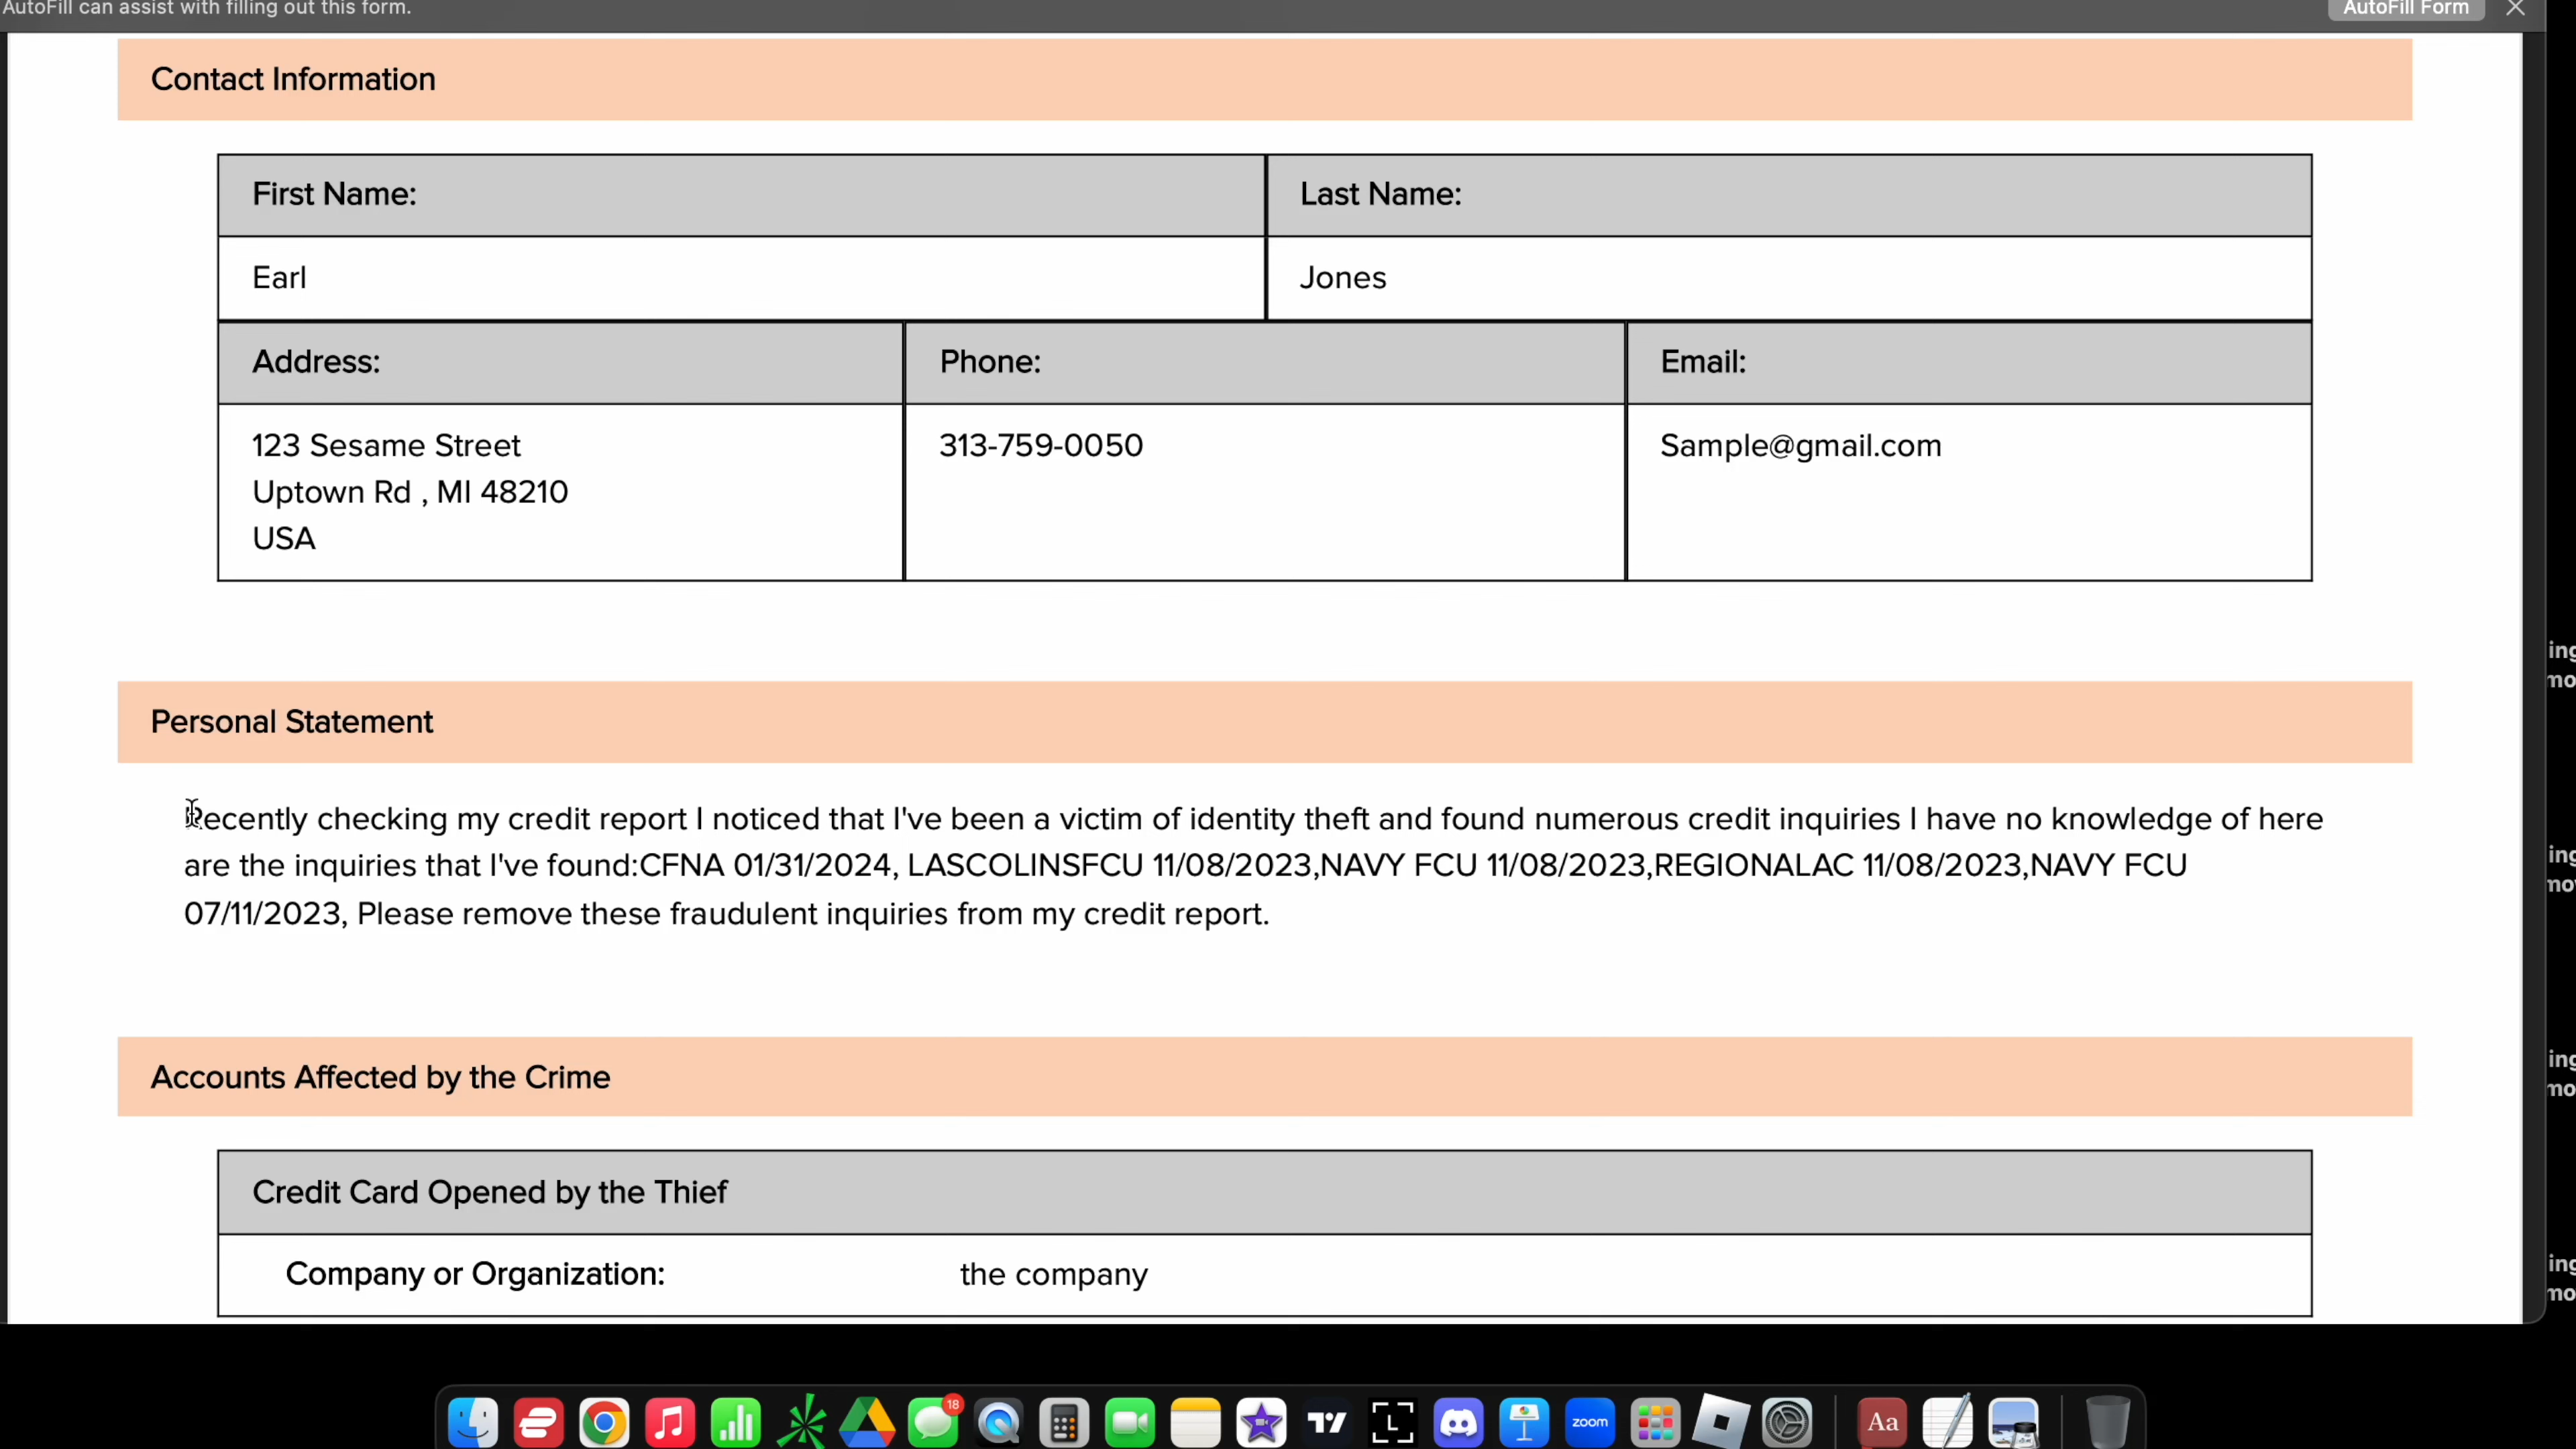 AutoFill can assist with filling out this form.
AutoFill Form
Contact Information
First Name:
Last Name:
Earl
Jones
Address:
Phone:
Email:
123 Sesame Street
313-759-0050
Sample@gmail.com
Uptown Rd , MI 48210
USA
Personal Statement
Recently checking my credit report I noticed that I've been a victim of identity theft and found numerous credit inquiries I have no knowledge of here
are the inquiries that I've found:CFNA 01/31/2024, LASCOLINSFCU 11/08/2023,NAVY FCU 11/08/2023,REGIONALAC 11/08/2023,NAVY FCU
07/11/2023, Please remove these fraudulent inquiries from my credit report.
Accounts Affected by the Crime
Credit Card Opened by the Thief
Company or Organization:
the company
18
zoom
Aa